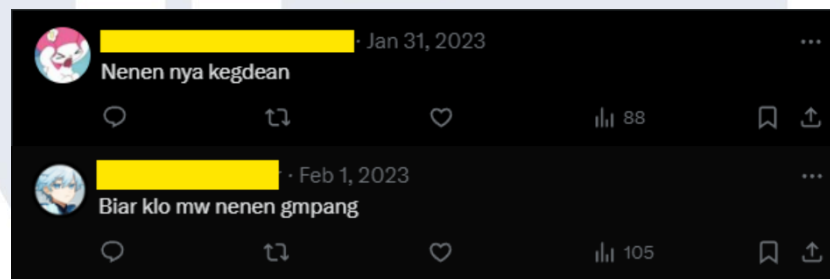 · Jan 31, 2023
Nenen nya kegdean
88
· Feb 1, 2023
Biar klo mw nenen gmpang
105